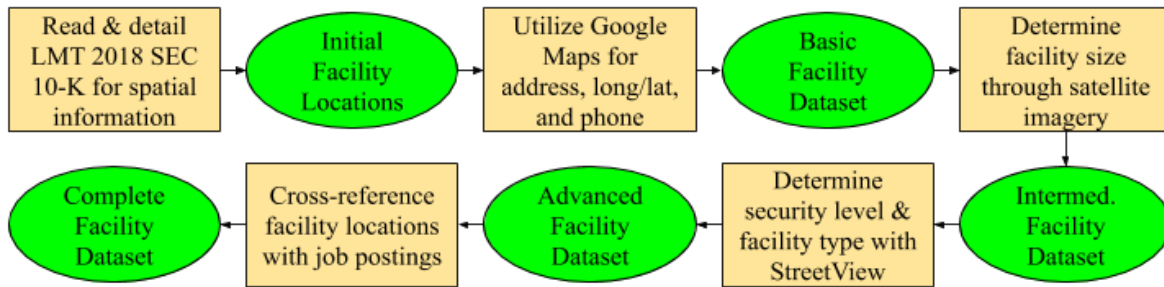 Read & detail
LMT 2018 SEC
10-K for spatial
information
Initial
Facility
Locations
Utilize Google
Maps for
address, long/lat,
and phone
Basic
Facility
Dataset
Determine
facility size
through satellite
imagery
Intermed.
Facility
Dataset
Determine
security level &
facility type with
StreetView
Advanced
Facility
Dataset
Cross-reference
facility locations
with job postings
Complete
Facility
Dataset